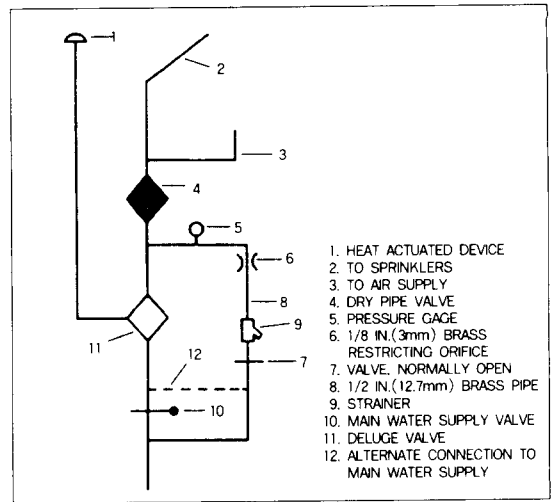 1
2
3
4
5
6
8
9
7
12
11
10
1. HEAT ACTUATED DEVICE
2. TO SPRINKLERS
3. TO AIR SUPPLY
4. DRY PIPE VALVE
5. PRESSURE GAGE
6. 1/8 IN.(3mm) BRASS
RESTRICTING ORIFICE
7. VALVE, NORMALLY OPEN
8. 1/2 IN.(12.7mm) BRASS PIPE
9. STRAINER
10. MAIN WATER SUPPLY VALVE
11. DELUGE VALVE
12. ALTERNATE CONNECTION TO
MAIN WATER SUPPLY